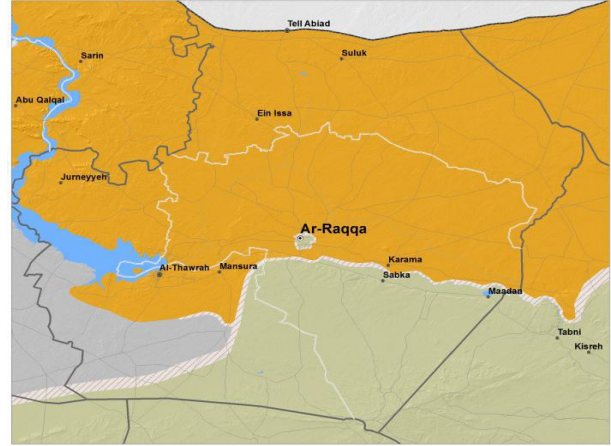 Tell Abiad
Sarin
Suluk
Abu Qalqal
Ein Issa
Jurneyyeh
Ar-Raqqa
Al-Thawrah
Mansura
Karama
Sabka
Maadan
Tabni
Kisreh